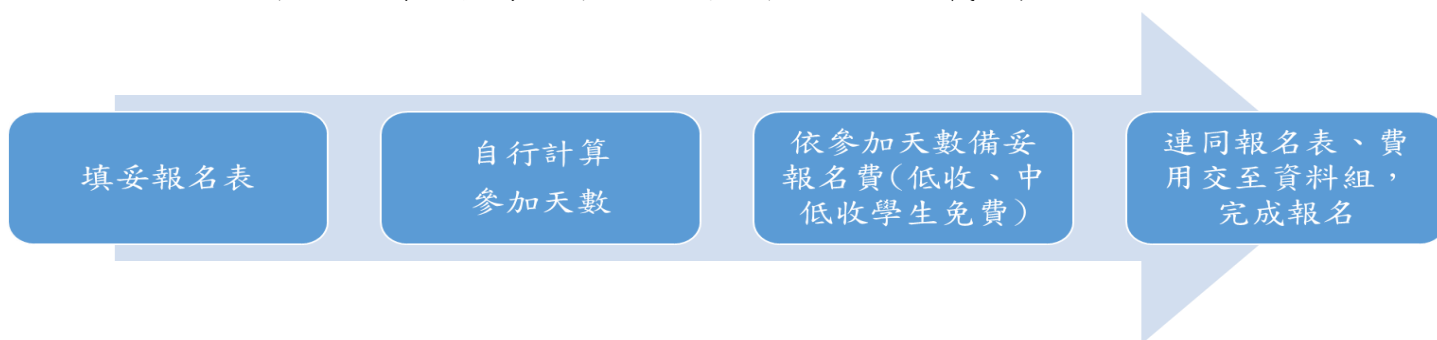 填妥報名表
自行計算
參加天數
依參加天數備妥
報名費(低收、中
低收學生免費)
連同報名表、費
用交至資料組，
完成報名